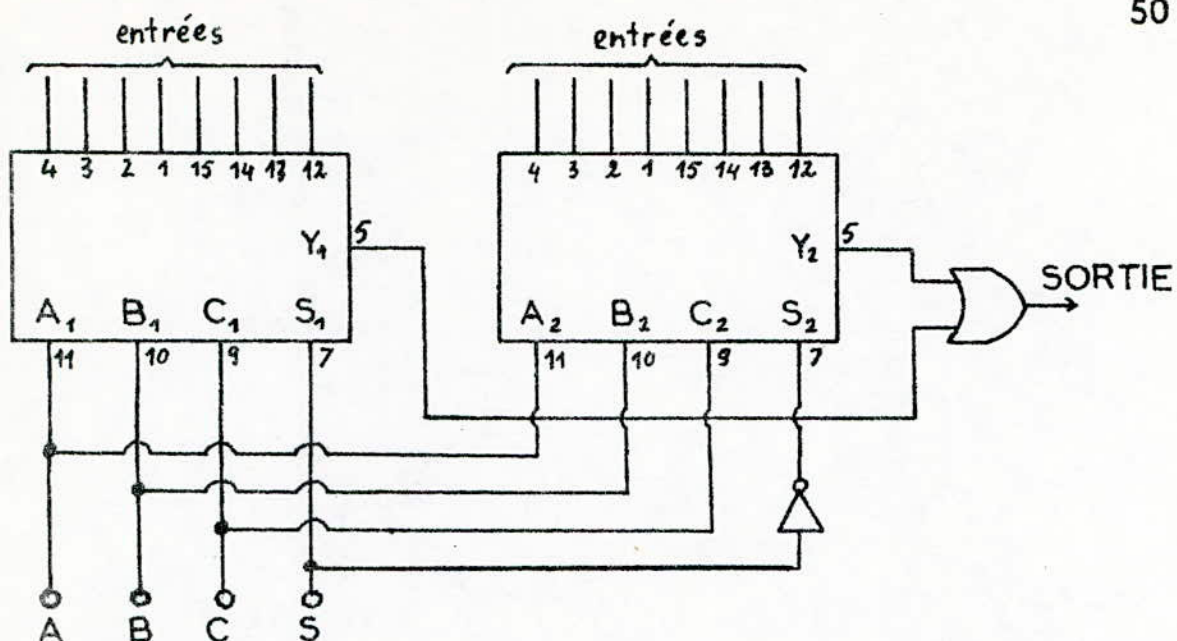 50
entrées entrées
4 3 2 1 15 14 13 12 4 3 2 1 15 14 13 12
Y1 5 Y2 5
SORTIE
A1 B1 C1 S1 A2 B2 C2 S2
11 10 9 7 11 10 9 7
A B C S